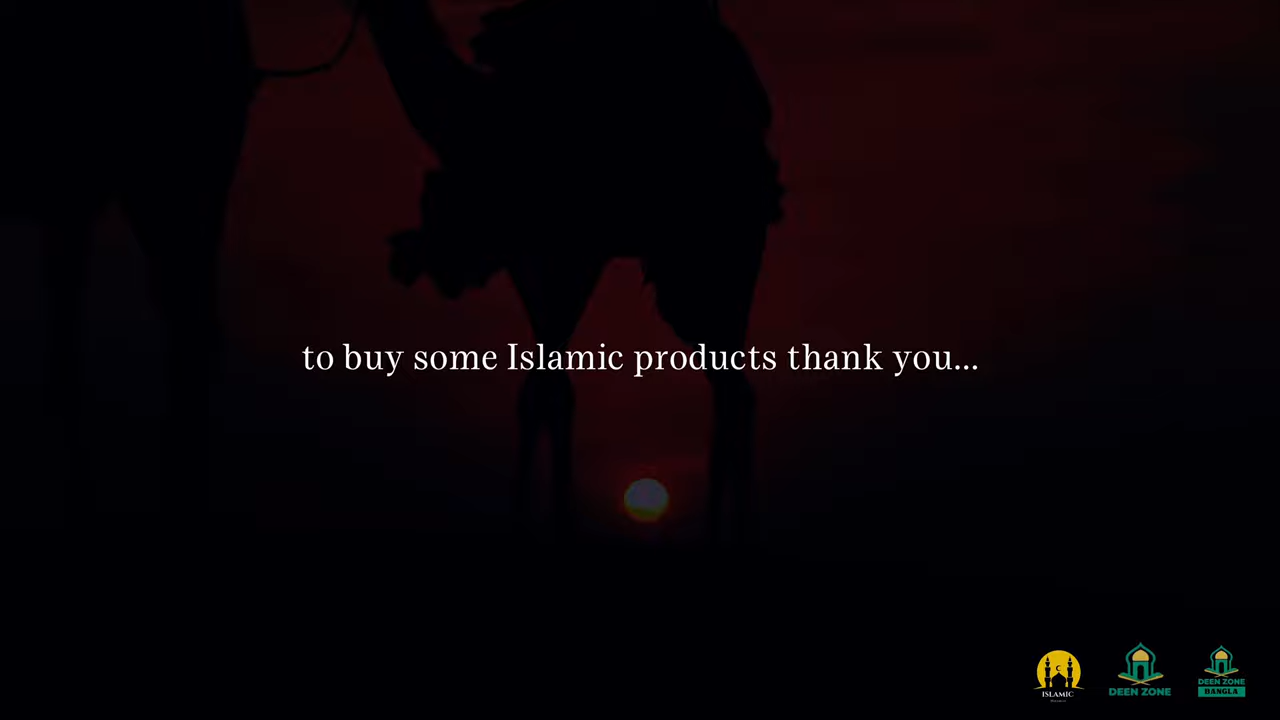 to buy some Islamic products thank you...
ISLAMIC
DEEN ZONE
DEEN ZONE
BANGLA